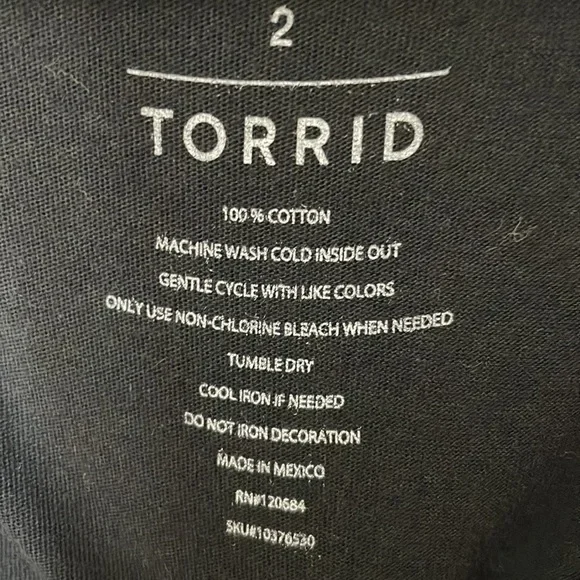 2
TORRID
100 % COTTON
MACHINE WASH COLD INSIDE OUT
GENTLE CYCLE WITH LIKE COLORS
ONLY USE NON-CHLORINE BLEACH WHEN NEEDED
TUMBLE DRY
COOL IRON IF NEEDED
DO NOT IRON DECORATION
MADE IN MEXICO
RN#120684
SKU#10376530